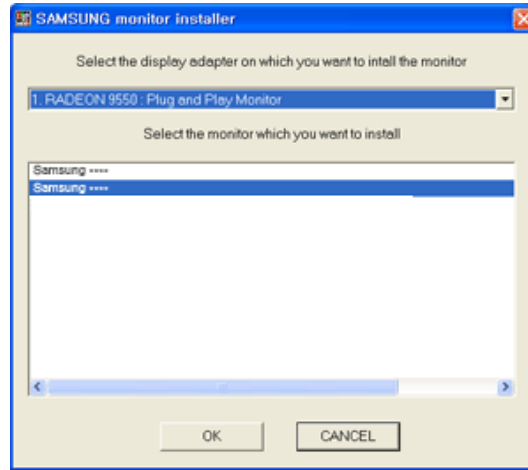 SAMSUNG monitor installer
Select the display adapter on which you want to intall the monitor
1. RADEON 9550 : Plug and Play Monitor
Select the monitor which you want to install
Samsung ----
Samsung ----
OK
CANCEL